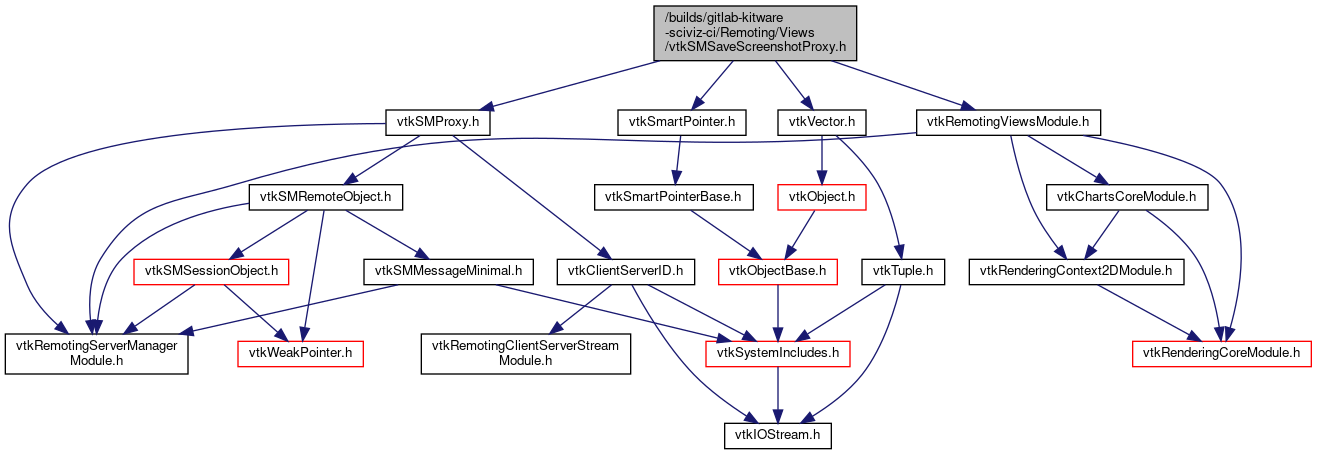 /builds/gitlab-kitware
-sciviz-ci/Remoting/Views
/vtkSMSaveScreenshotProxy.h
vtkSMProxy.h
vtkSmartPointer.h
vtkVector.h
vtkRemotingViewsModule.h
vtkSMRemoteObject.h
vtkSmartPointerBase.h
vtkObject.h
vtkChartsCoreModule.h
vtkSMSessionObject.h
vtkSMMessageMinimal.h
vtkClientServerID.h
vtkObjectBase.h
vtkTuple.h
vtkRenderingContext2DModule.h
vtkRemotingServerManager
Module.h
vtkWeakPointer.h
vtkRemotingClientServerStream
Module.h
vtkSystemIncludes.h
vtkRenderingCoreModule.h
vtkIOStream.h